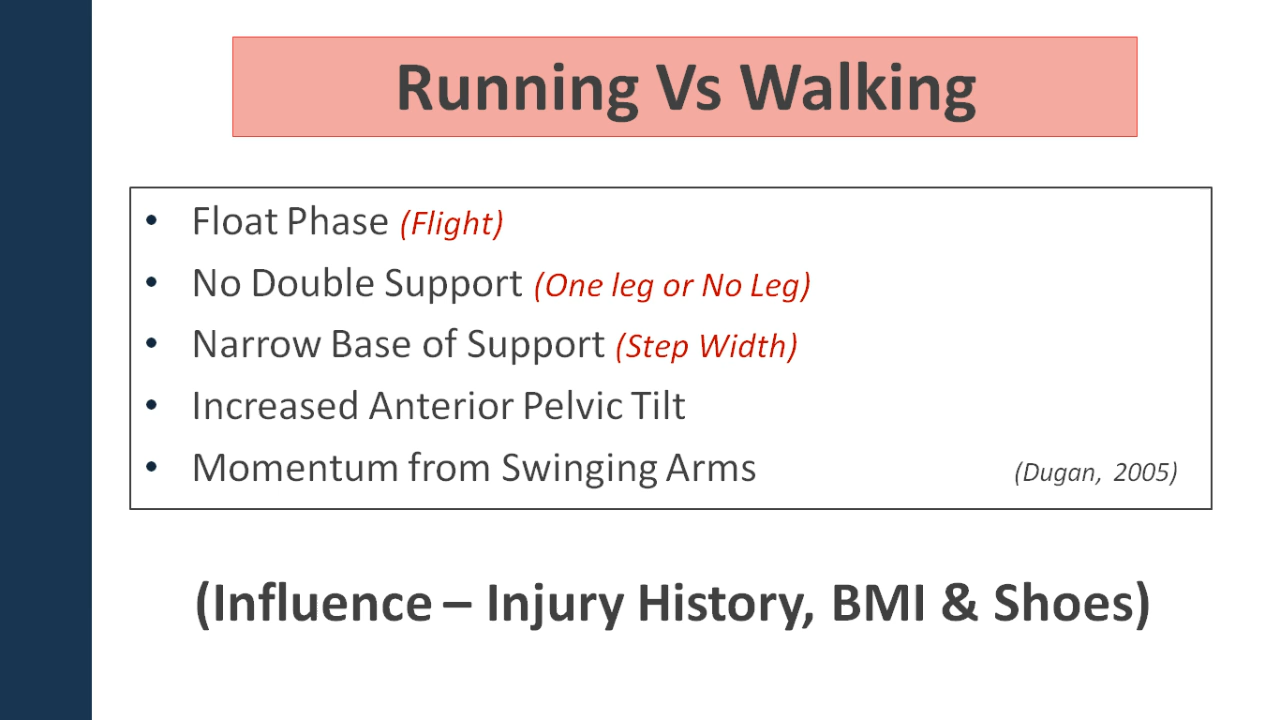 Running Vs Walking
• Float Phase (Flight)
• No Double Support (One leg or No Leg)
• Narrow Base of Support (Step Width)
• Increased Anterior Pelvic Tilt
• Momentum from Swinging Arms (Dugan, 2005)
(Influence – Injury History, BMI & Shoes)